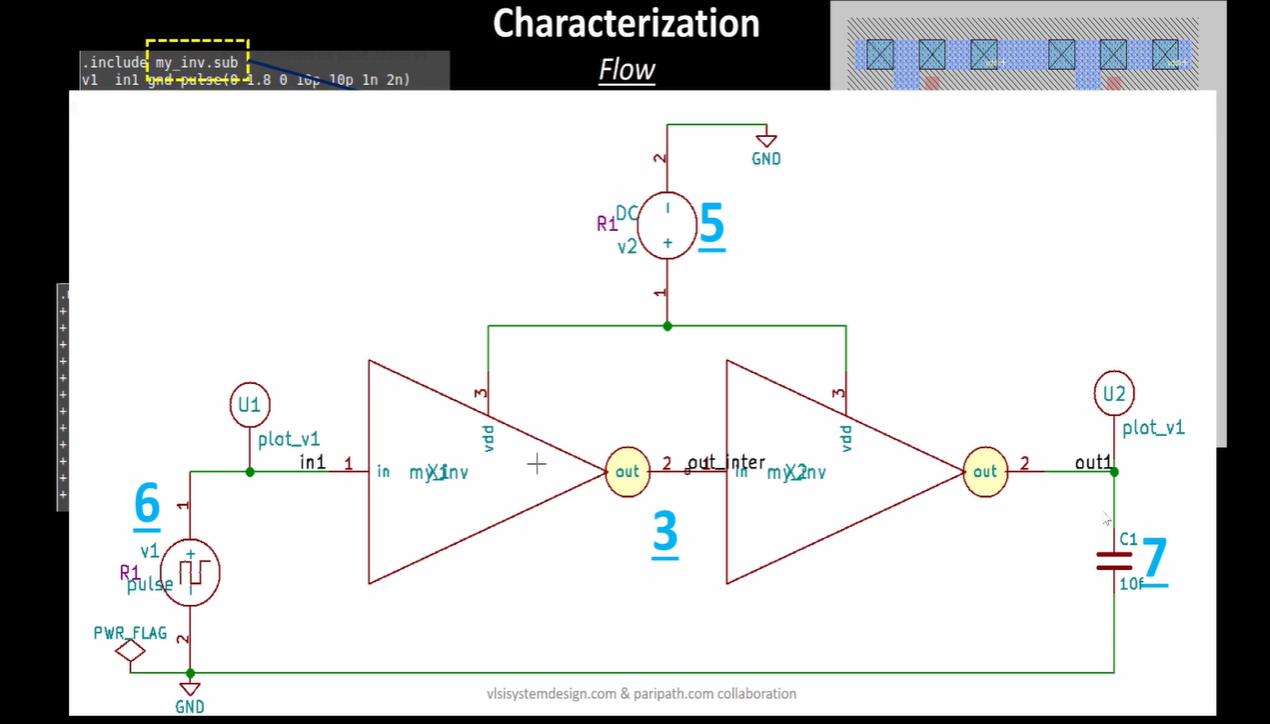 Characterization
Flow
.include my_inv.sub
v1 in1 gnd pulse(0 1.8 0 10p 10p 1n 2n)
GND
2
DC
R1
v2
5
1
3
vdd
3
vdd
U1
plot_v1
in1
1
in
my_inv
X1
out
2
out_inter
1
in
my_inv
X2
out
2
out1
U2
plot_v1
6
1
v1
R1
pulse
2
PWR_FLAG
GND
3
C1
7
10f
vlsisystemdesign.com & paripath.com collaboration